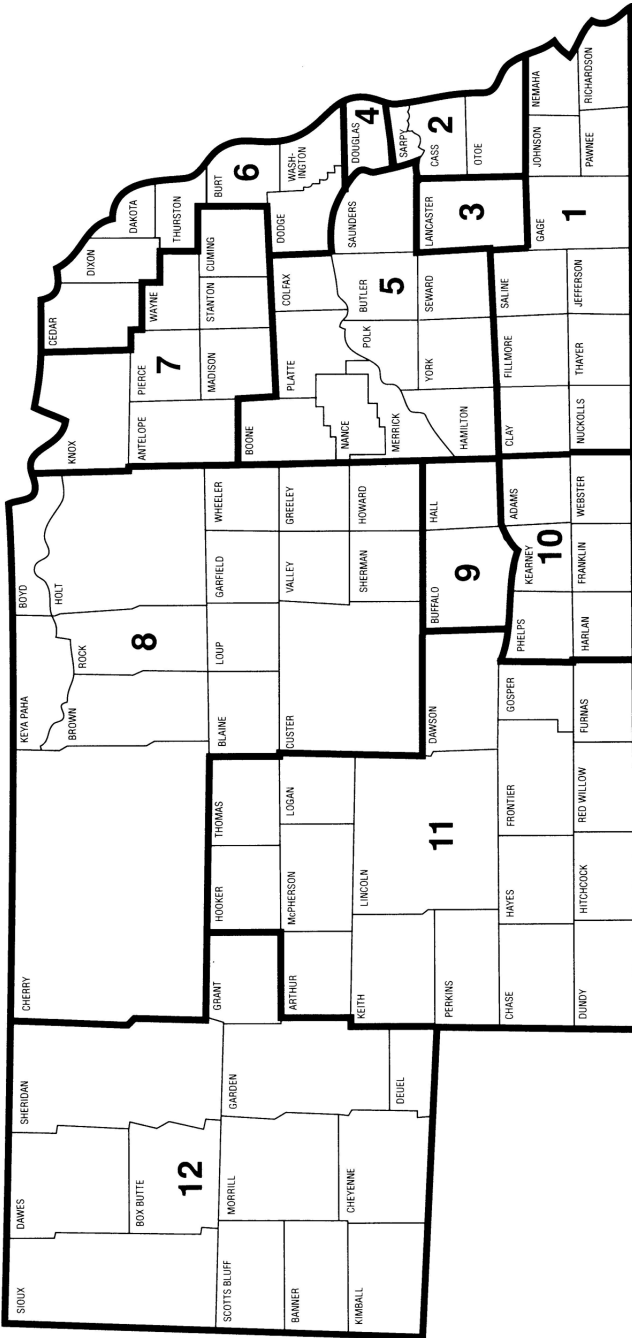 SIOUX
DAWES
SHERIDAN
BOX BUTTE
12
SCOTTS BLUFF
MORRILL
GARDEN
BANNER
KIMBALL
CHEYENNE
DEUEL
CHERRY
KEYA PAHA
BOYD
BROWN
ROCK
HOLT
8
BLAINE
LOUP
GARFIELD
WHEELER
CUSTER
VALLEY
GREELEY
SHERMAN
HOWARD
GRANT
HOOKER
THOMAS
ARTHUR
McPHERSON
LOGAN
KEITH
LINCOLN
PERKINS
11
DAWSON
CHASE
HAYES
FRONTIER
GOSPER
DUNDY
HITCHCOCK
RED WILLOW
FURNAS
BUFFALO
HALL
9
PHELPS
KEARNEY
ADAMS
10
HARLAN
FRANKLIN
WEBSTER
KNOX
ANTELOPE
PIERCE
WAYNE
7
MADISON
STANTON
CUMING
CEDAR
DIXON
DAKOTA
THURSTON
BURT
6
DODGE
WASH-
INGTON
BOONE
PLATTE
COLFAX
NANCE
MERRICK
POLK
BUTLER
SAUNDERS
5
HAMILTON
YORK
SEWARD
DOUGLAS
4
SARPY
CASS
2
OTOE
LANCASTER
3
CLAY
FILLMORE
SALINE
GAGE
1
JOHNSON
NEMAHA
NUCKOLLS
THAYER
JEFFERSON
PAWNEE
RICHARDSON